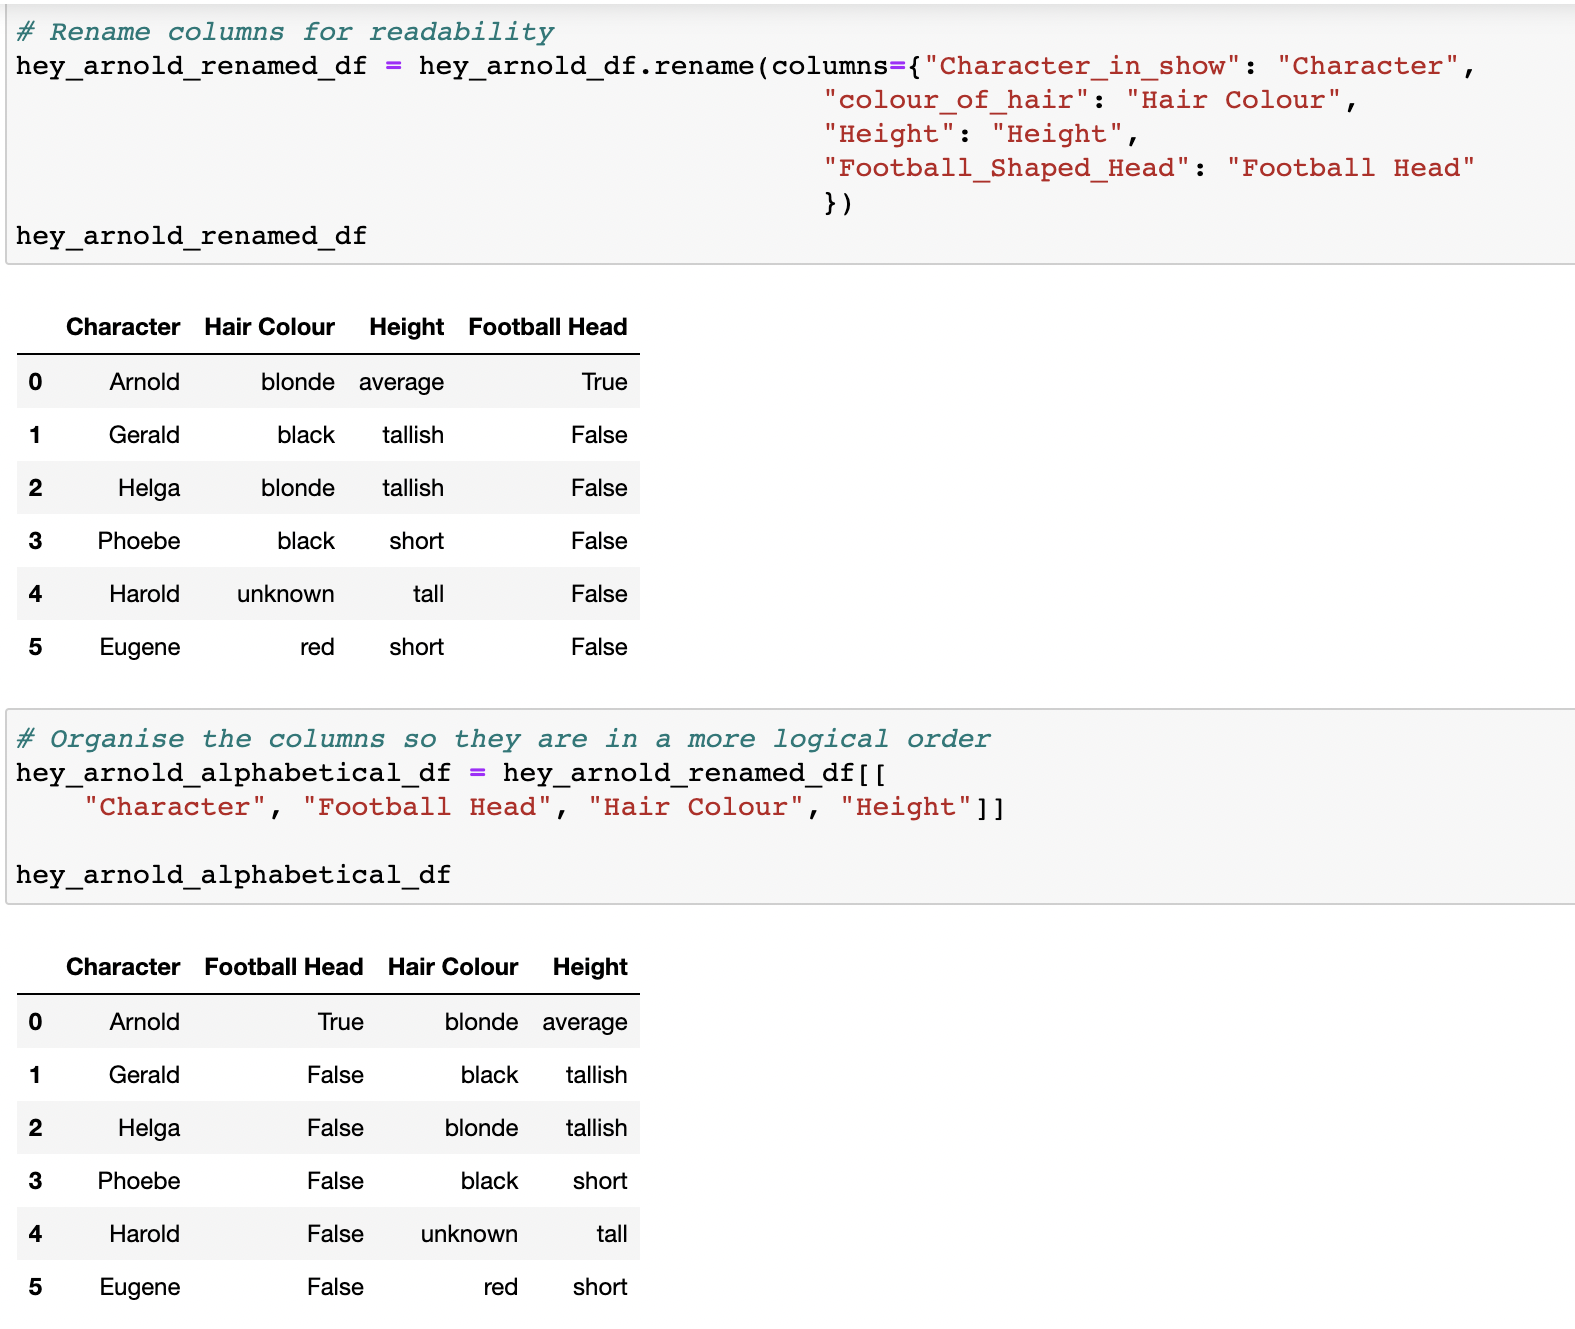 # Rename columns for readability
hey_arnold_renamed_df = hey_arnold_df.rename(columns={"Character_in_show": "Character",
"colour_of_hair": "Hair Colour",
"Height": "Height",
"Football_Shaped_Head": "Football Head"
})
hey_arnold_renamed_df
Character Hair Colour Height Football Head
0 Arnold blonde average True
1 Gerald black tallish False
2 Helga blonde tallish False
3 Phoebe black short False
4 Harold unknown tall False
5 Eugene red short False
# Organise the columns so they are in a more logical order
hey_arnold_alphabetical_df = hey_arnold_renamed_df[[
"Character", "Football Head", "Hair Colour", "Height"]]
hey_arnold_alphabetical_df
Character Football Head Hair Colour Height
0 Arnold True blonde average
1 Gerald False black tallish
2 Helga False blonde tallish
3 Phoebe False black short
4 Harold False unknown tall
5 Eugene False red short